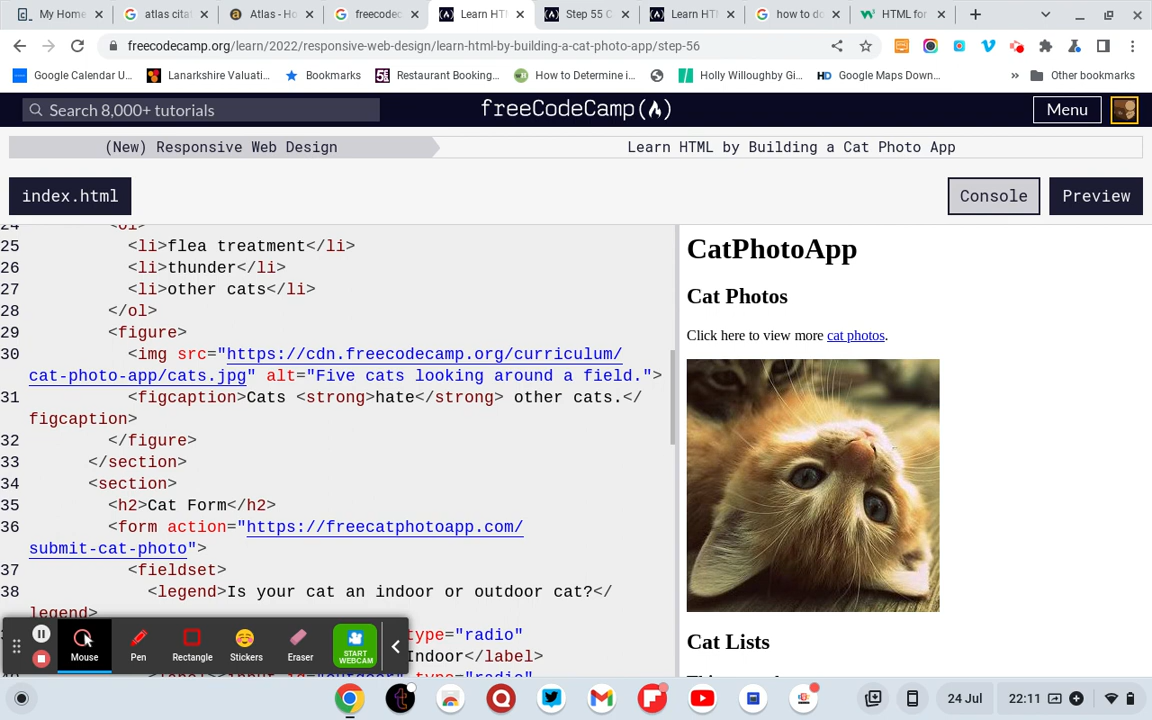 My Home
atlas cita
Atlas - Ho
freecodec
Learn HT
Step 55 C
Learn HT
how to do
HTML for
freecodecamp.org/learn/2022/responsive-web-design/learn-html-by-building-a-cat-photo-app/step-56
Google Calendar U...
Lanarkshire Valuati...
Bookmarks
Restaurant Booking...
How to Determine i...
Holly Willoughby Gi...
HD Google Maps Down...
» Other bookmarks
Search 8,000+ tutorials
freeCodeCamp
Menu
(New) Responsive Web Design
Learn HTML by Building a Cat Photo App
index.html
Console
Preview
24 <ol>
25 <li>flea treatment</li>
26 <li>thunder</li>
27 <li>other cats</li>
28 </ol>
29 <figure>
30 <img src="https://cdn.freecodecamp.org/curriculum/
cat-photo-app/cats.jpg" alt="Five cats looking around a field.">
31 <figcaption>Cats <strong>hate</strong> other cats.</
figcaption>
32 </figure>
33 </section>
34 <section>
35 <h2>Cat Form</h2>
36 <form action="https://freecatphotoapp.com/
submit-cat-photo">
37 <fieldset>
38 <legend>Is your cat an indoor or outdoor cat?</
legend>
type="radio"
Indoor</label>
type="radio"
CatPhotoApp
Cat Photos
Click here to view more cat photos.
Cat Lists
Mouse
Pen
Rectangle
Stickers
Eraser
START
WEBCAM
24 Jul
22:11